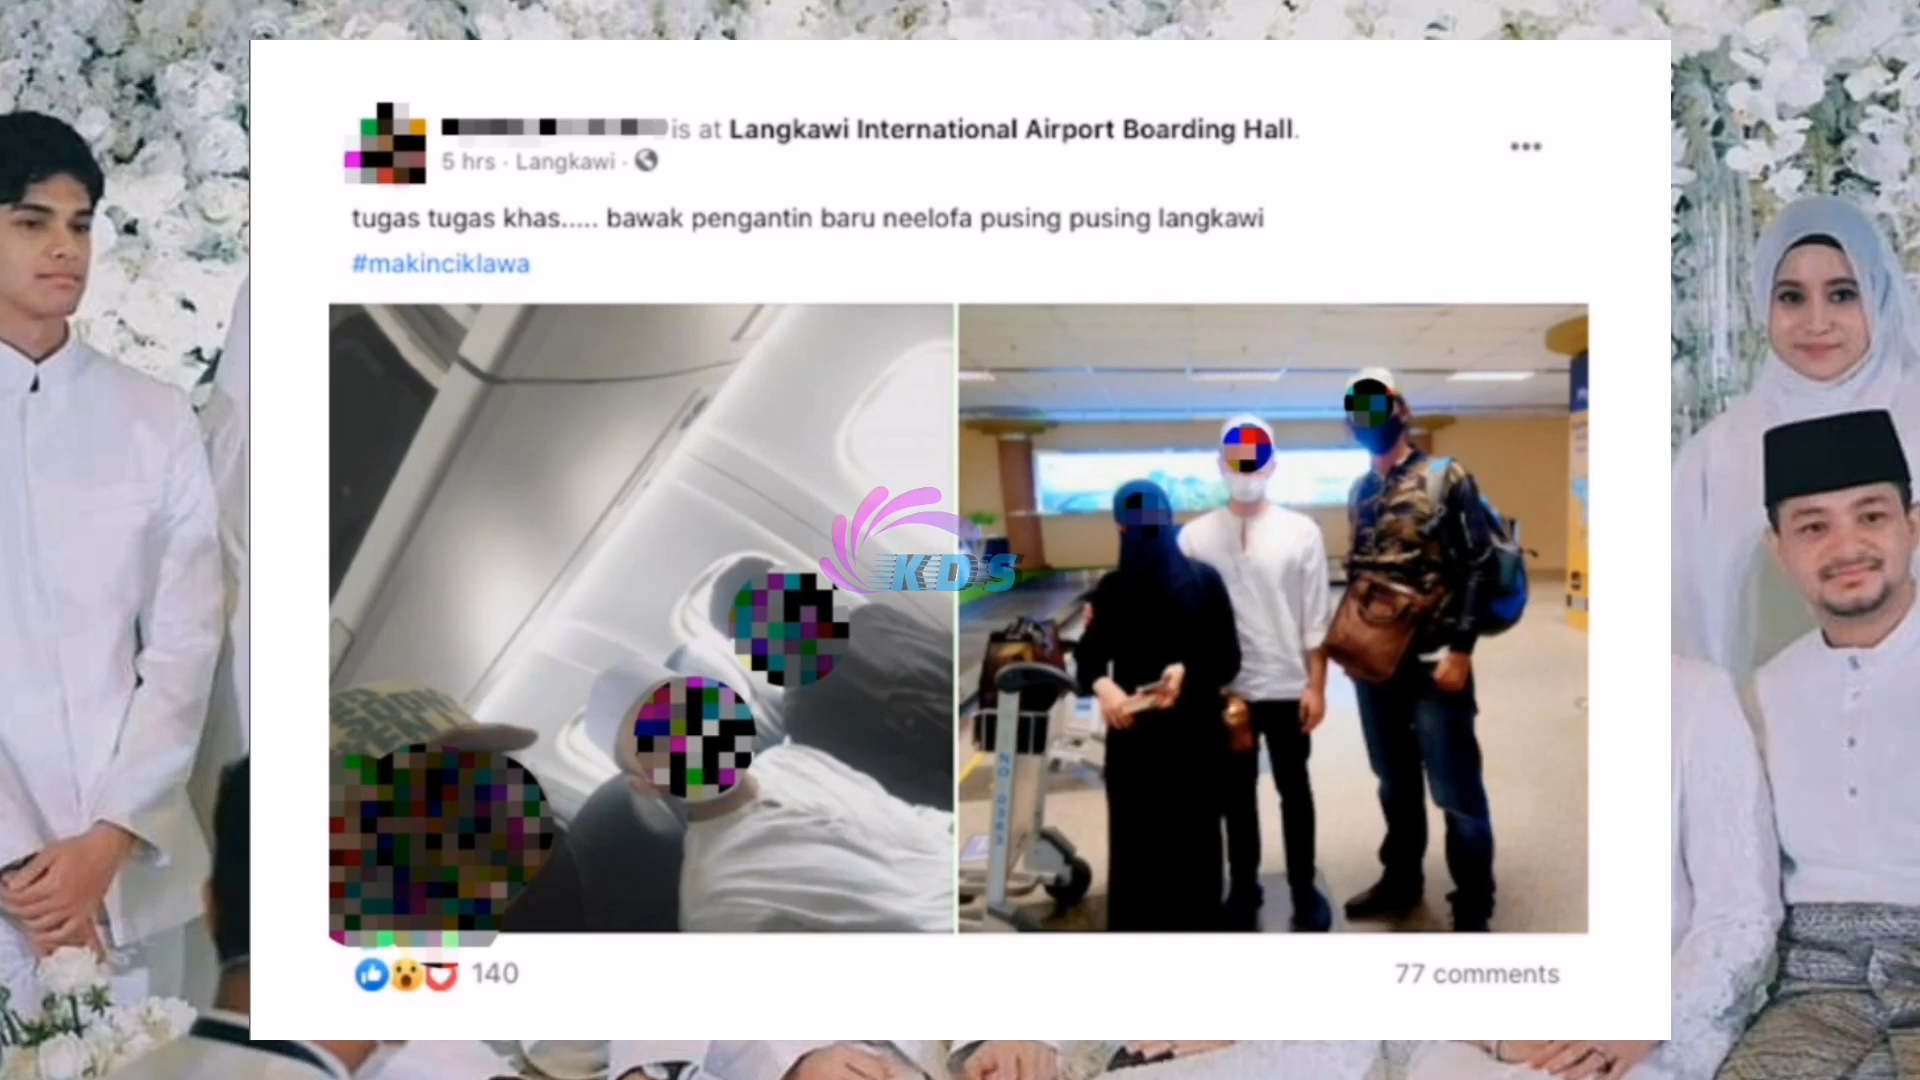 is at Langkawi International Airport Boarding Hall.
5 hrs · Langkawi ·
tugas tugas khas..... bawak pengantin baru neelofa pusing pusing langkawi
#makinciklawa
KDS
140
77 comments